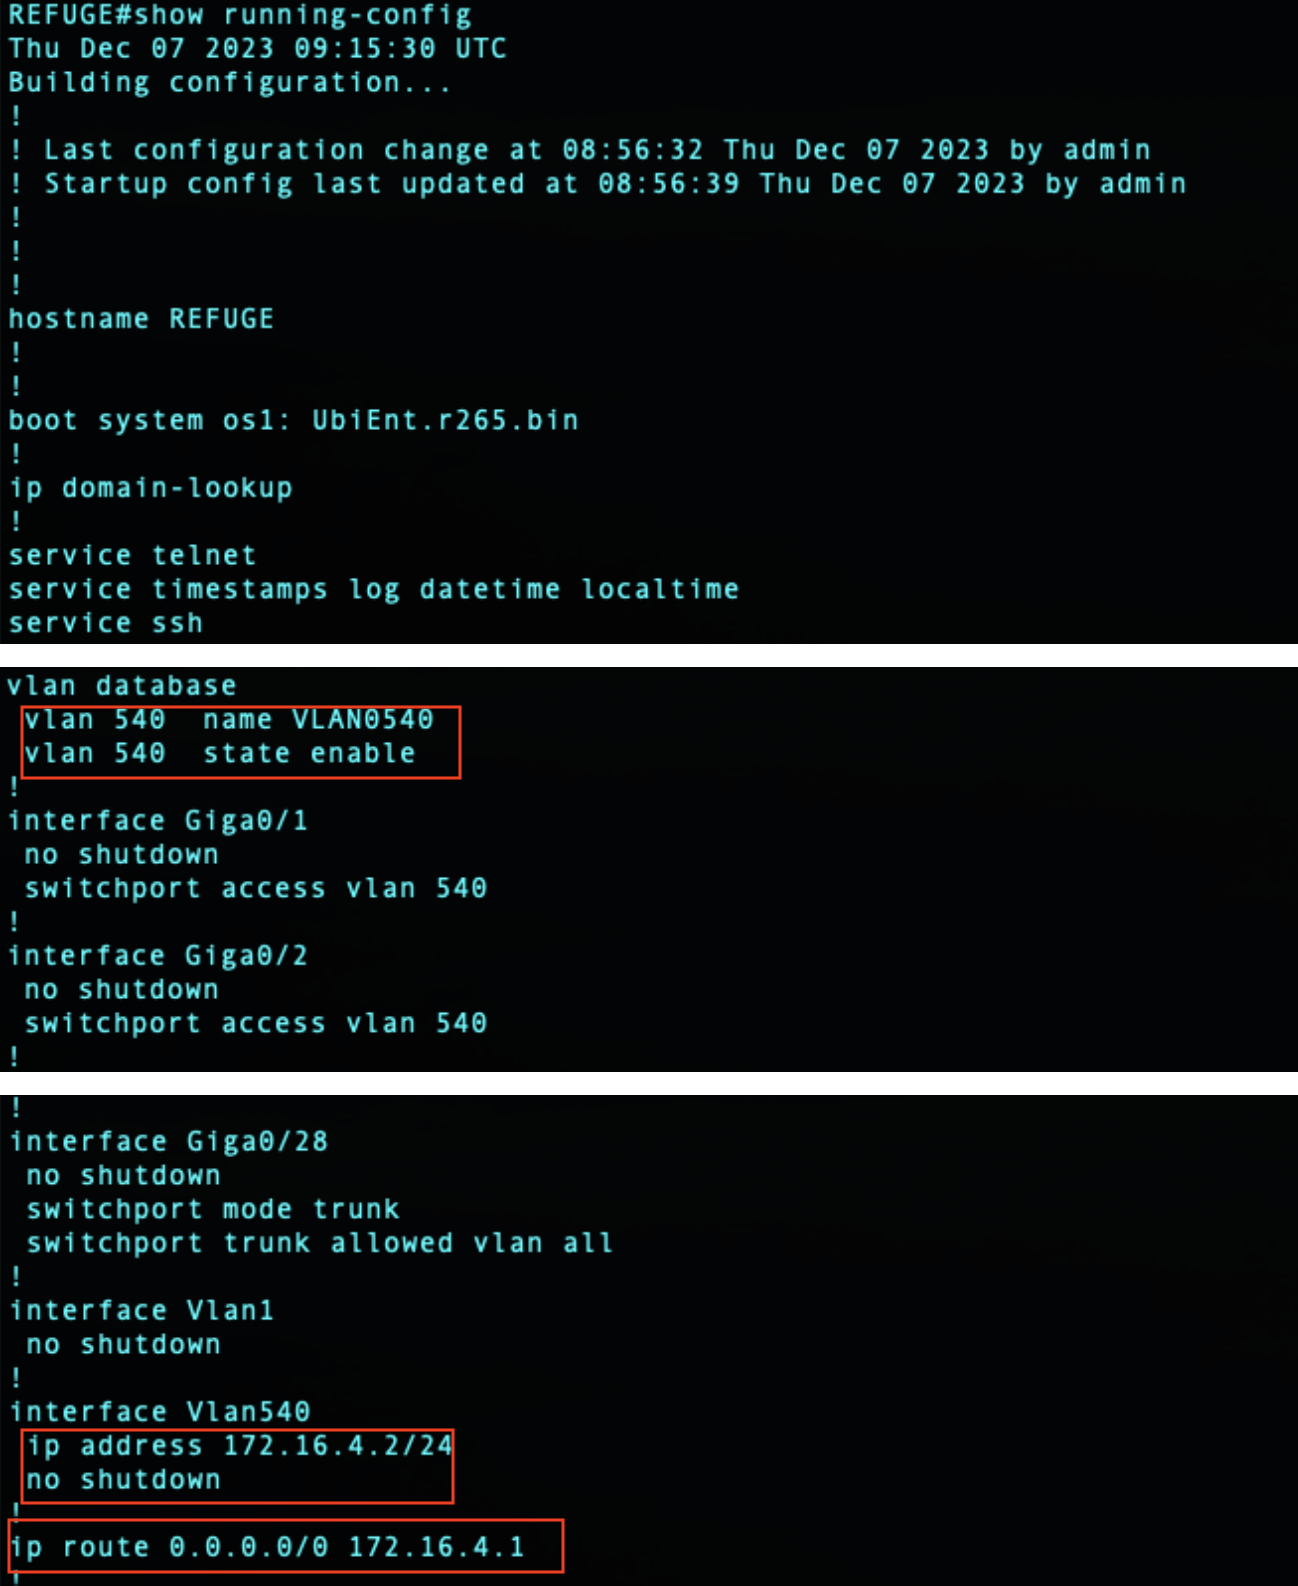 REFUGE#show running-config
Thu Dec 07 2023 09:15:30 UTC
Building configuration...
!
! Last configuration change at 08:56:32 Thu Dec 07 2023 by admin
! Startup config last updated at 08:56:39 Thu Dec 07 2023 by admin
!
!
!
hostname REFUGE
!
!
boot system os1: UbiEnt.r265.bin
!
ip domain-lookup
!
service telnet
service timestamps log datetime localtime
service ssh
vlan database
vlan 540 name VLAN0540
vlan 540 state enable
!
interface Giga0/1
no shutdown
switchport access vlan 540
!
interface Giga0/2
no shutdown
switchport access vlan 540
!
!
interface Giga0/28
no shutdown
switchport mode trunk
switchport trunk allowed vlan all
!
interface Vlan1
no shutdown
!
interface Vlan540
ip address 172.16.4.2/24
no shutdown
!
ip route 0.0.0.0/0 172.16.4.1
!